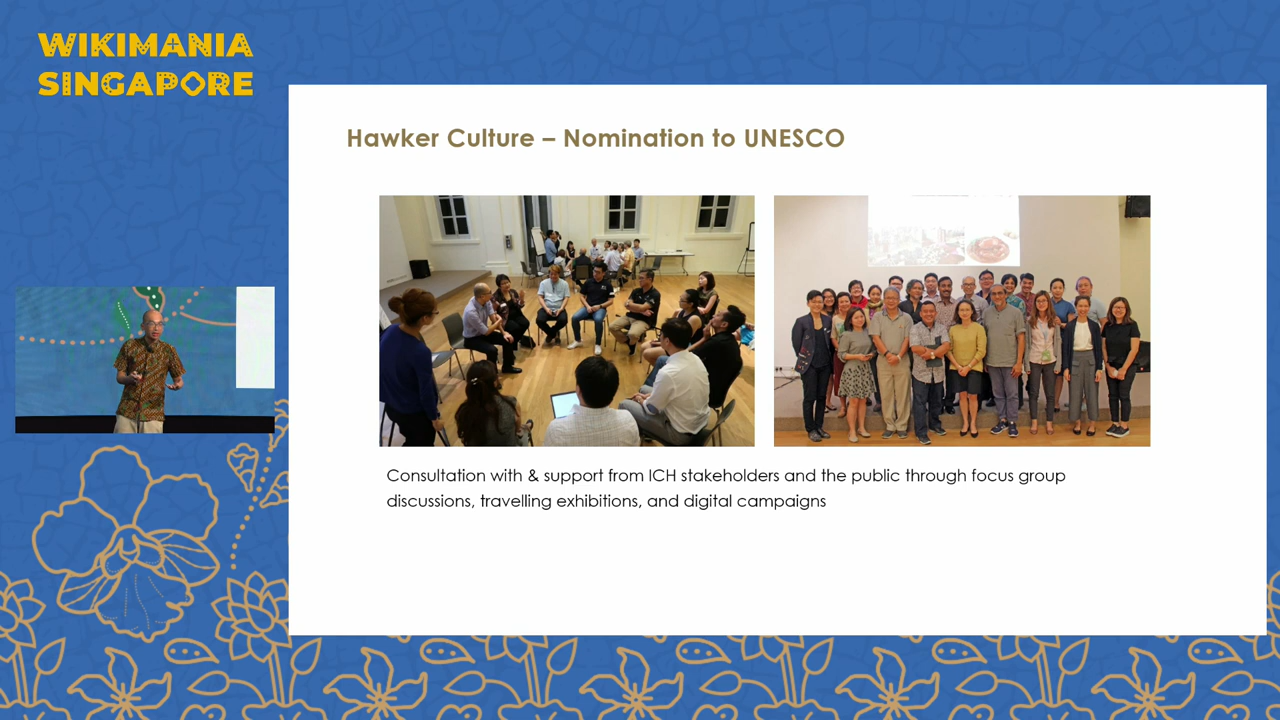 WIKIMANIA
SINGAPORE
Hawker Culture – Nomination to UNESCO
Consultation with & support from ICH stakeholders and the public through focus group
discussions, travelling exhibitions, and digital campaigns